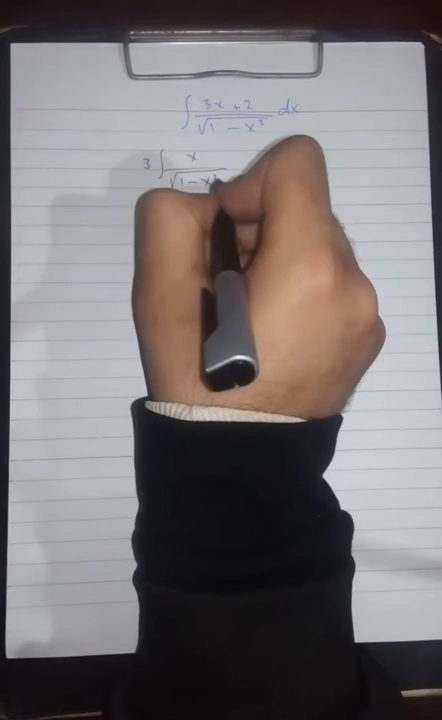 ∫ (3x + 2)/√(1 − x²) dx
3 ∫ x/√(1 − x²)